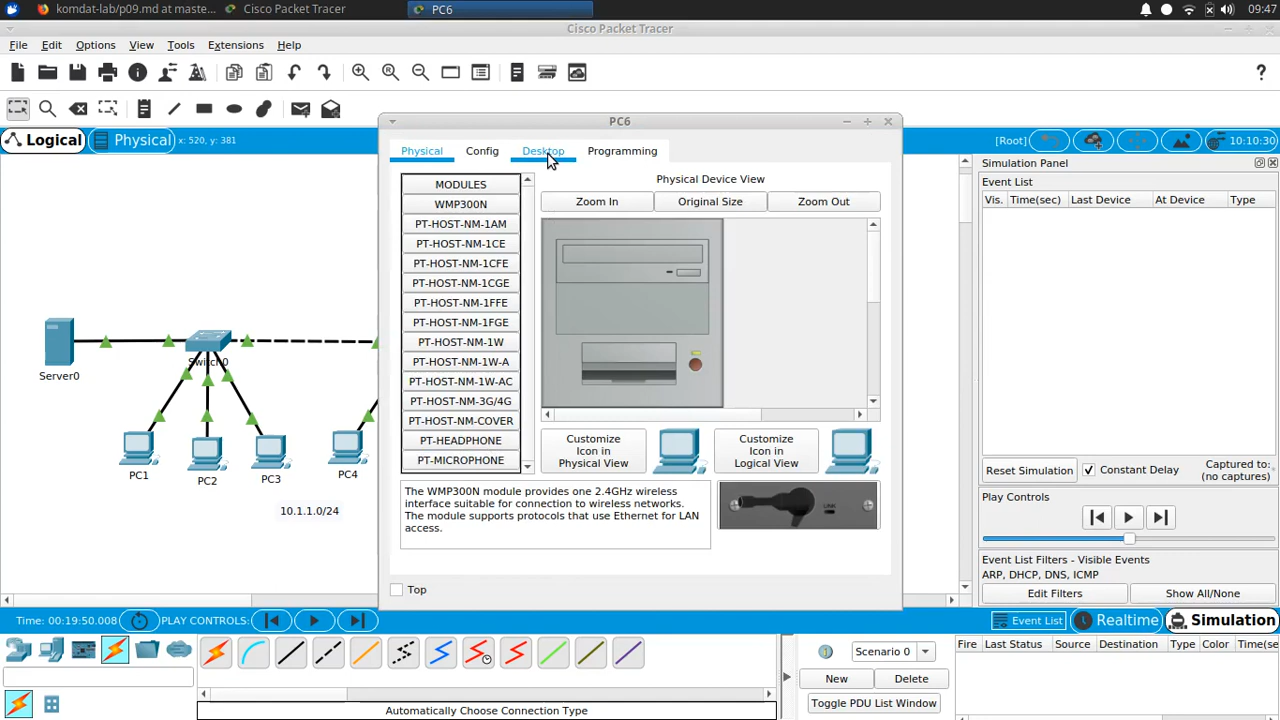 komdat-lab/p09.md at maste...
Cisco Packet Tracer
PC6
09:47
Cisco Packet Tracer
File Edit Options View Tools Extensions Help
Logical Physical x: 520, y: 381 [Root] 10:10:30
PC6
Physical Config Desktop Programming
MODULES
WMP300N
PT-HOST-NM-1AM
PT-HOST-NM-1CE
PT-HOST-NM-1CFE
PT-HOST-NM-1CGE
PT-HOST-NM-1FFE
PT-HOST-NM-1FGE
PT-HOST-NM-1W
PT-HOST-NM-1W-A
PT-HOST-NM-1W-AC
PT-HOST-NM-3G/4G
PT-HOST-NM-COVER
PT-HEADPHONE
PT-MICROPHONE
Physical Device View
Zoom In Original Size Zoom Out
Customize
Icon in
Physical View
Customize
Icon in
Logical View
The WMP300N module provides one 2.4GHz wireless
interface suitable for connection to wireless networks.
The module supports protocols that use Ethernet for LAN
access.
Top
Server0
Switch0
PC1
PC2
PC3
PC4
10.1.1.0/24
Simulation Panel
Event List
Vis. Time(sec) Last Device At Device Type
Reset Simulation Constant Delay Captured to:
(no captures)
Play Controls
Event List Filters - Visible Events
ARP, DHCP, DNS, ICMP
Edit Filters Show All/None
Time: 00:19:50.008 PLAY CONTROLS: Event List Realtime Simulation
Scenario 0
New Delete
Toggle PDU List Window
Fire Last Status Source Destination Type Color Time(se
Automatically Choose Connection Type